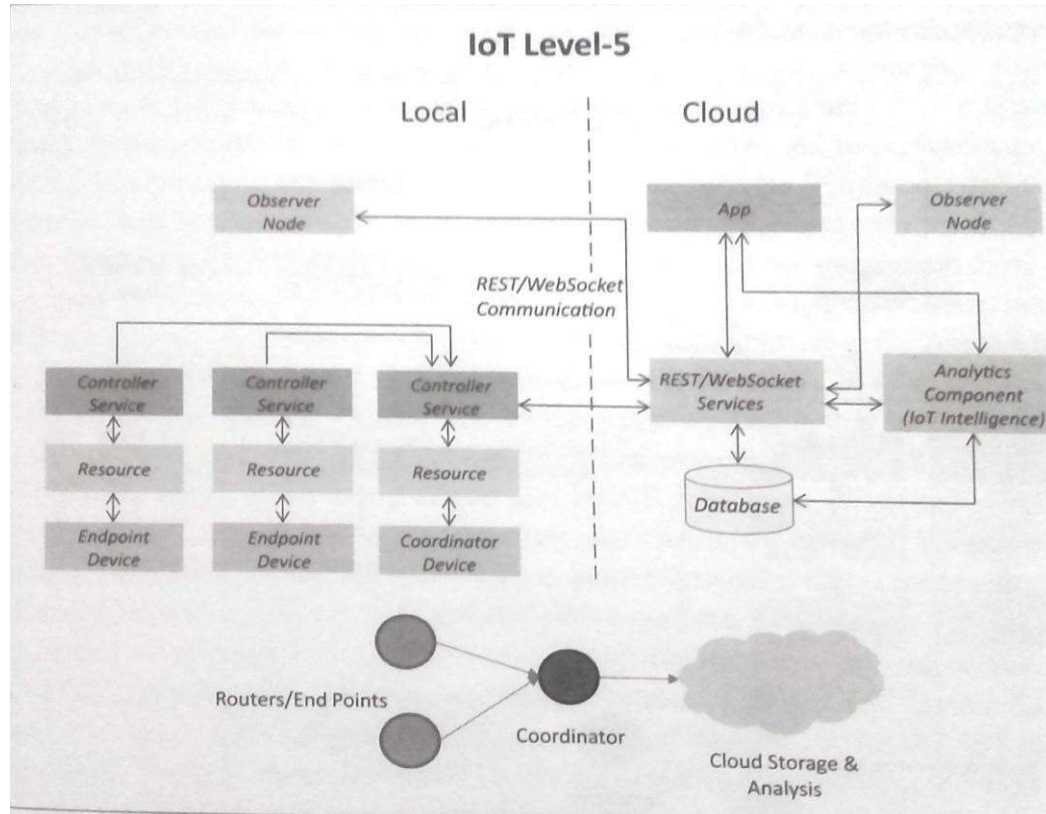 IoT Level-5
Local
Cloud
Observer
Node
App
Observer
Node
REST/WebSocket
Communication
Controller
Service
Controller
Service
Controller
Service
REST/WebSocket
Services
Analytics
Component
(IoT Intelligence)
Resource
Resource
Resource
Database
Endpoint
Device
Endpoint
Device
Coordinator
Device
Routers/End Points
Coordinator
Cloud Storage &
Analysis